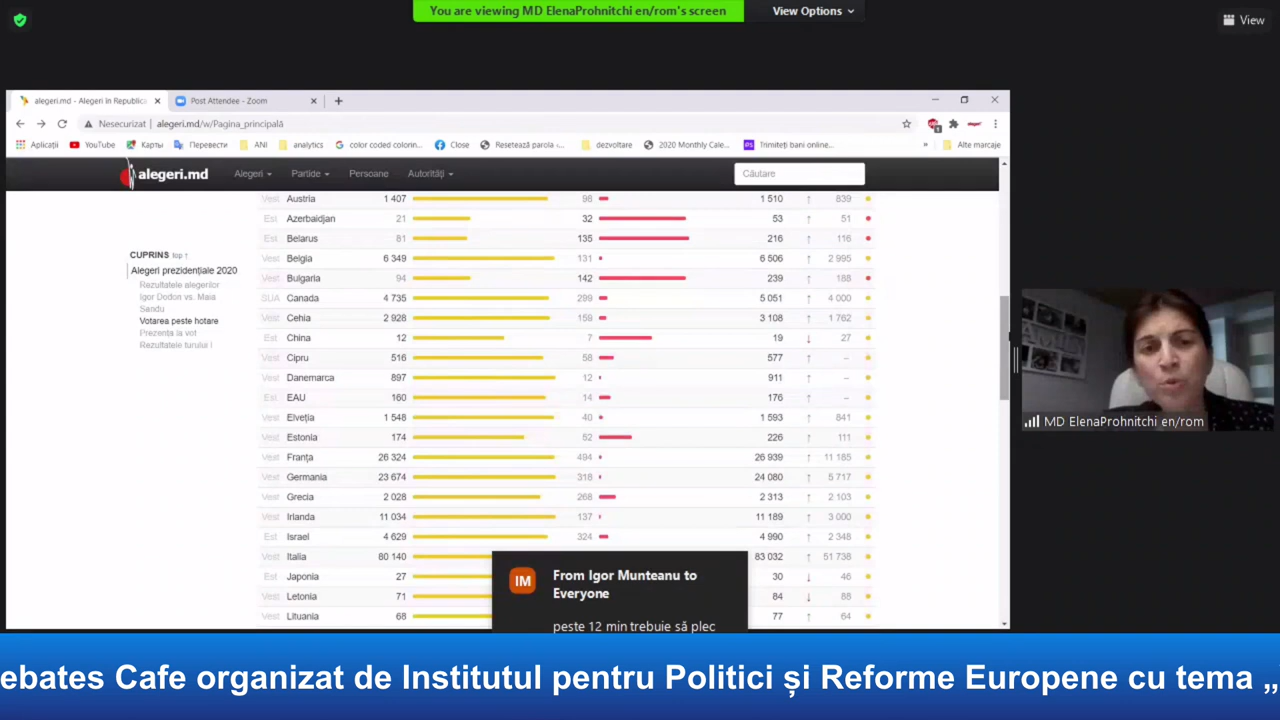 You are viewing MD ElenaProhnitchi en/rom's screen
View Options
View
alegeri.md - Alegeri în Republica
Post Attendee - Zoom
Nesecurizat | alegeri.md/w/Pagina_principală
Aplicații YouTube Карты Перевести ANI analytics color coded colorin... Close Resetează parola -... dezvoltare 2020 Monthly Cale... Trimiteți bani online... » Alte marcaje
alegeri.md Alegeri Partide Persoane Autorități Căutare
CUPRINS top ↑
Alegeri prezidențiale 2020
Rezultatele alegerilor
Igor Dodon vs. Maia
Sandu
Votarea peste hotare
Prezența la vot
Rezultatele turului I
Vest Austria 1 407 98 1 510 ↑ 839
Est Azerbaidjan 21 32 53 ↑ 51
Est Belarus 81 135 216 ↑ 116
Vest Belgia 6 349 131 6 506 ↑ 2 995
Vest Bulgaria 94 142 239 ↑ 188
SUA Canada 4 735 299 5 051 ↑ 4 000
Vest Cehia 2 928 159 3 108 ↑ 1 762
Est China 12 7 19 ↓ 27
Vest Cipru 516 58 577 ↑ –
Vest Danemarca 897 12 911 ↑ –
Est EAU 160 14 176 ↑ –
Vest Elveția 1 548 40 1 593 ↑ 841
Vest Estonia 174 52 226 ↑ 111
Vest Franța 26 324 494 26 939 ↑ 11 185
Vest Germania 23 674 318 24 080 ↑ 5 717
Vest Grecia 2 028 268 2 313 ↑ 2 103
Vest Irlanda 11 034 137 11 189 ↑ 3 000
Est Israel 4 629 324 4 990 ↑ 2 348
Vest Italia 80 140 83 032 ↑ 51 738
Est Japonia 27 30 ↓ 46
Vest Letonia 71 84 ↓ 88
Vest Lituania 68 77 ↑ 64
IM
From Igor Munteanu to
Everyone
peste 12 min trebuie să plec
MD ElenaProhnitchi en/rom
ebates Cafe organizat de Institutul pentru Politici și Reforme Europene cu tema „